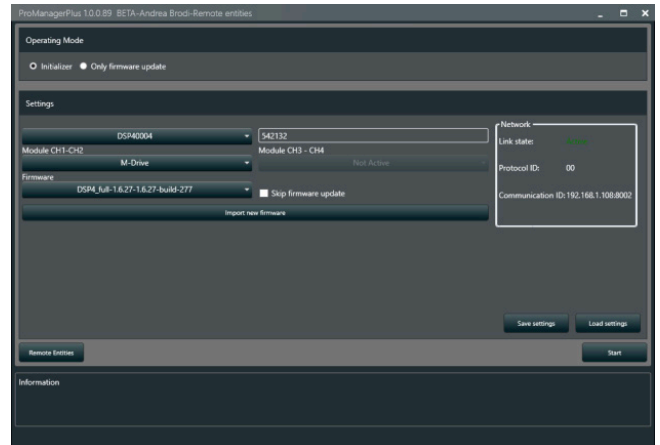 ProManagerPlus 1.0.0.89 BETA-Andrea Brodi-Remote entities
Operating Mode
Initializer Only firmware update
Settings
DSP40004 542132
Module CH1-CH2 Module CH3 - CH4
M-Drive Not Active
Firmware
DSP4_full-1.6.27-1.6.27-build-277 Skip firmware update
Import new firmware
Network
Link state:
Protocol ID: 00
Communication ID: 192.168.1.108:8002
Save settings Load settings
Remote Entities Start
Information